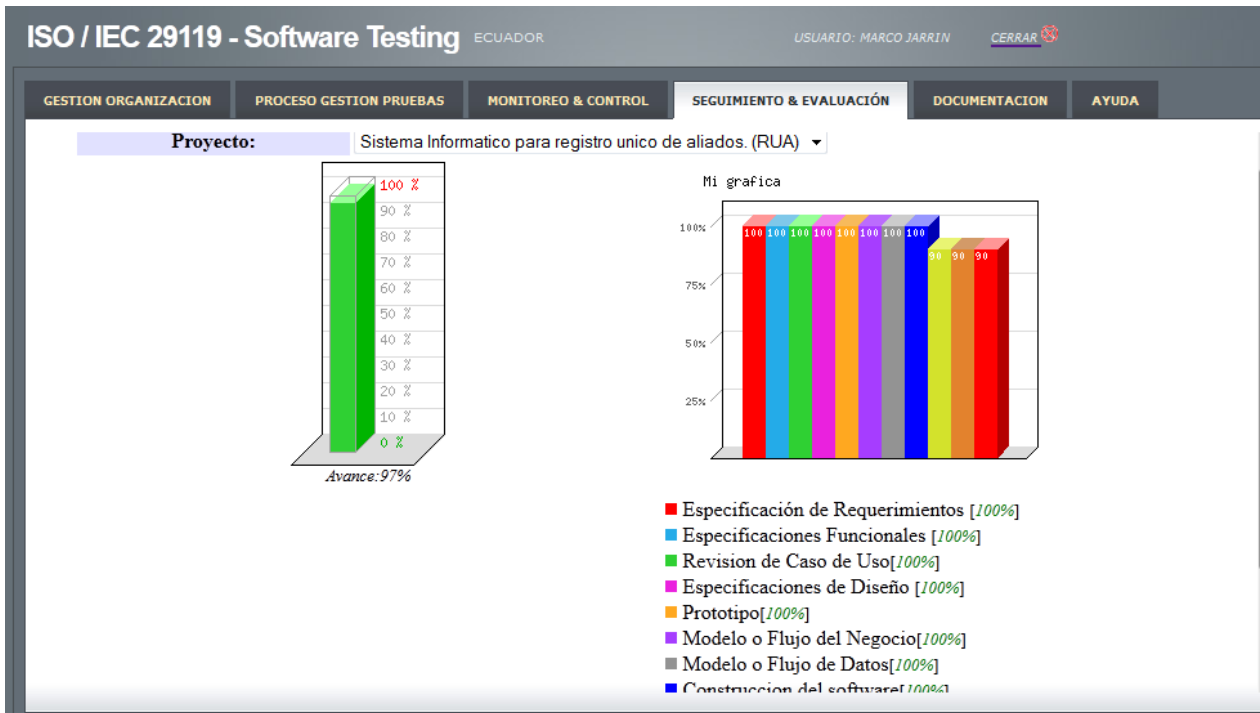 ISO / IEC 29119 - Software Testing ECUADOR USUARIO: MARCO JARRIN CERRAR
GESTION ORGANIZACION PROCESO GESTION PRUEBAS MONITOREO & CONTROL SEGUIMIENTO & EVALUACIÓN DOCUMENTACION AYUDA
Proyecto: Sistema Informatico para registro unico de aliados. (RUA)
100 %
90 %
80 %
70 %
60 %
50 %
40 %
30 %
20 %
10 %
0 %
Avance:97%
Mi grafica
100%
75%
50%
25%
100 100 100 100 100 100 100 100
90 90 90
Especificación de Requerimientos [100%]
Especificaciones Funcionales [100%]
Revision de Caso de Uso[100%]
Especificaciones de Diseño [100%]
Prototipo[100%]
Modelo o Flujo del Negocio[100%]
Modelo o Flujo de Datos[100%]
Construccion del software[100%]